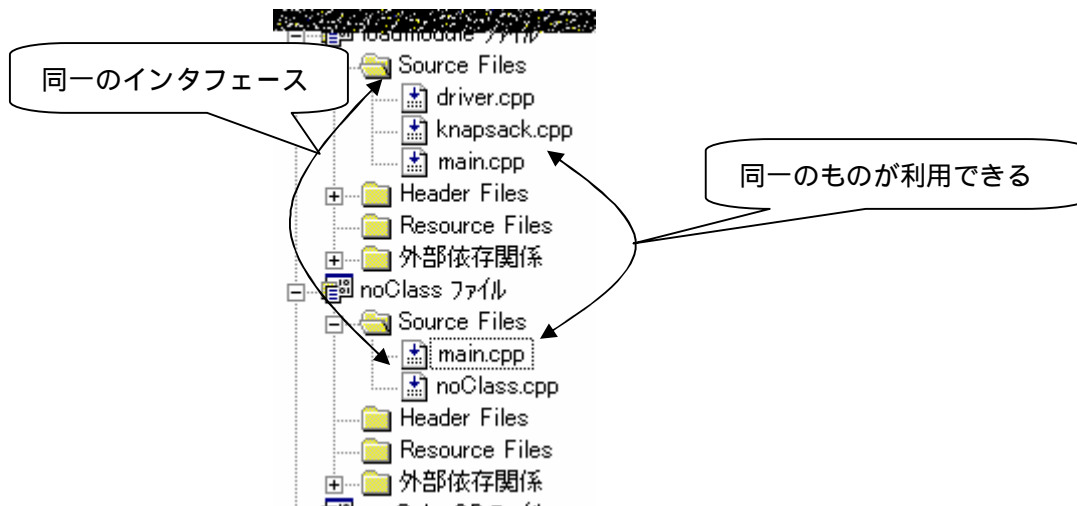 loadmodule ファイル
同一のインタフェース
Source Files
driver.cpp
knapsack.cpp
main.cpp
同一のものが利用できる
Header Files
Resource Files
外部依存関係
noClass ファイル
Source Files
main.cpp
noClass.cpp
Header Files
Resource Files
外部依存関係